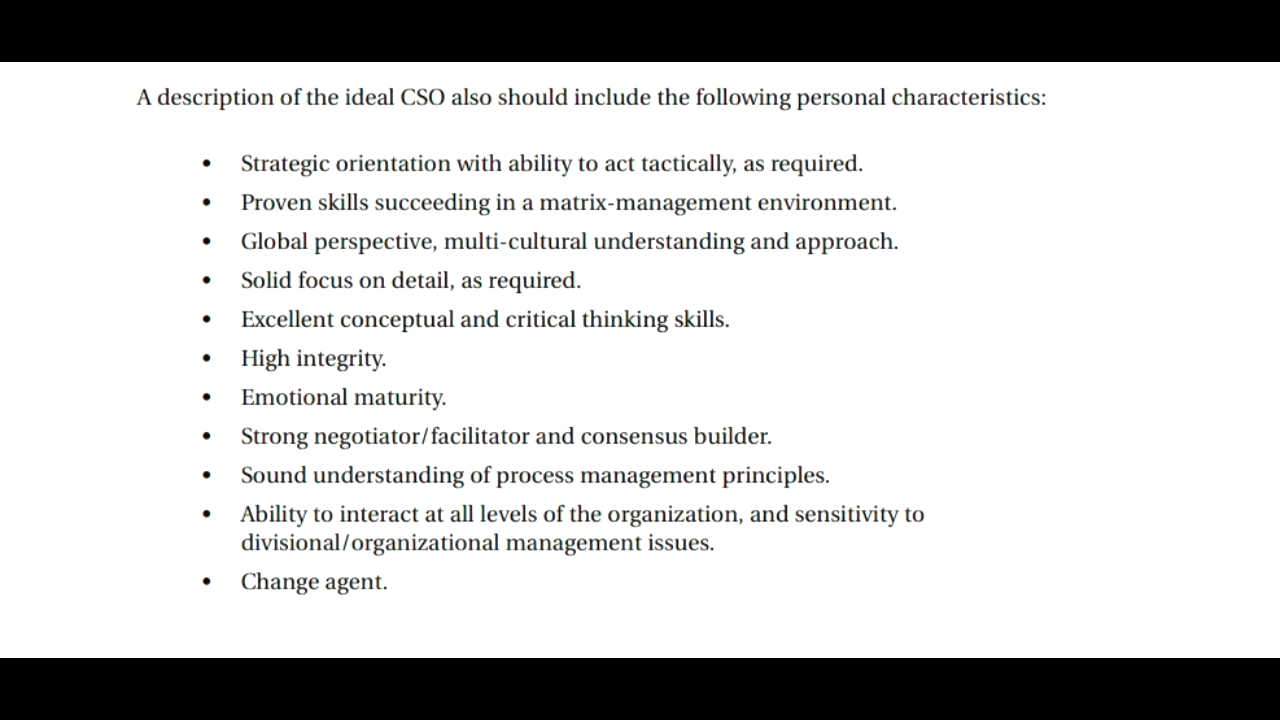 A description of the ideal CSO also should include the following personal characteristics:
• Strategic orientation with ability to act tactically, as required.
• Proven skills succeeding in a matrix-management environment.
• Global perspective, multi-cultural understanding and approach.
• Solid focus on detail, as required.
• Excellent conceptual and critical thinking skills.
• High integrity.
• Emotional maturity.
• Strong negotiator/facilitator and consensus builder.
• Sound understanding of process management principles.
• Ability to interact at all levels of the organization, and sensitivity to
divisional/organizational management issues.
• Change agent.